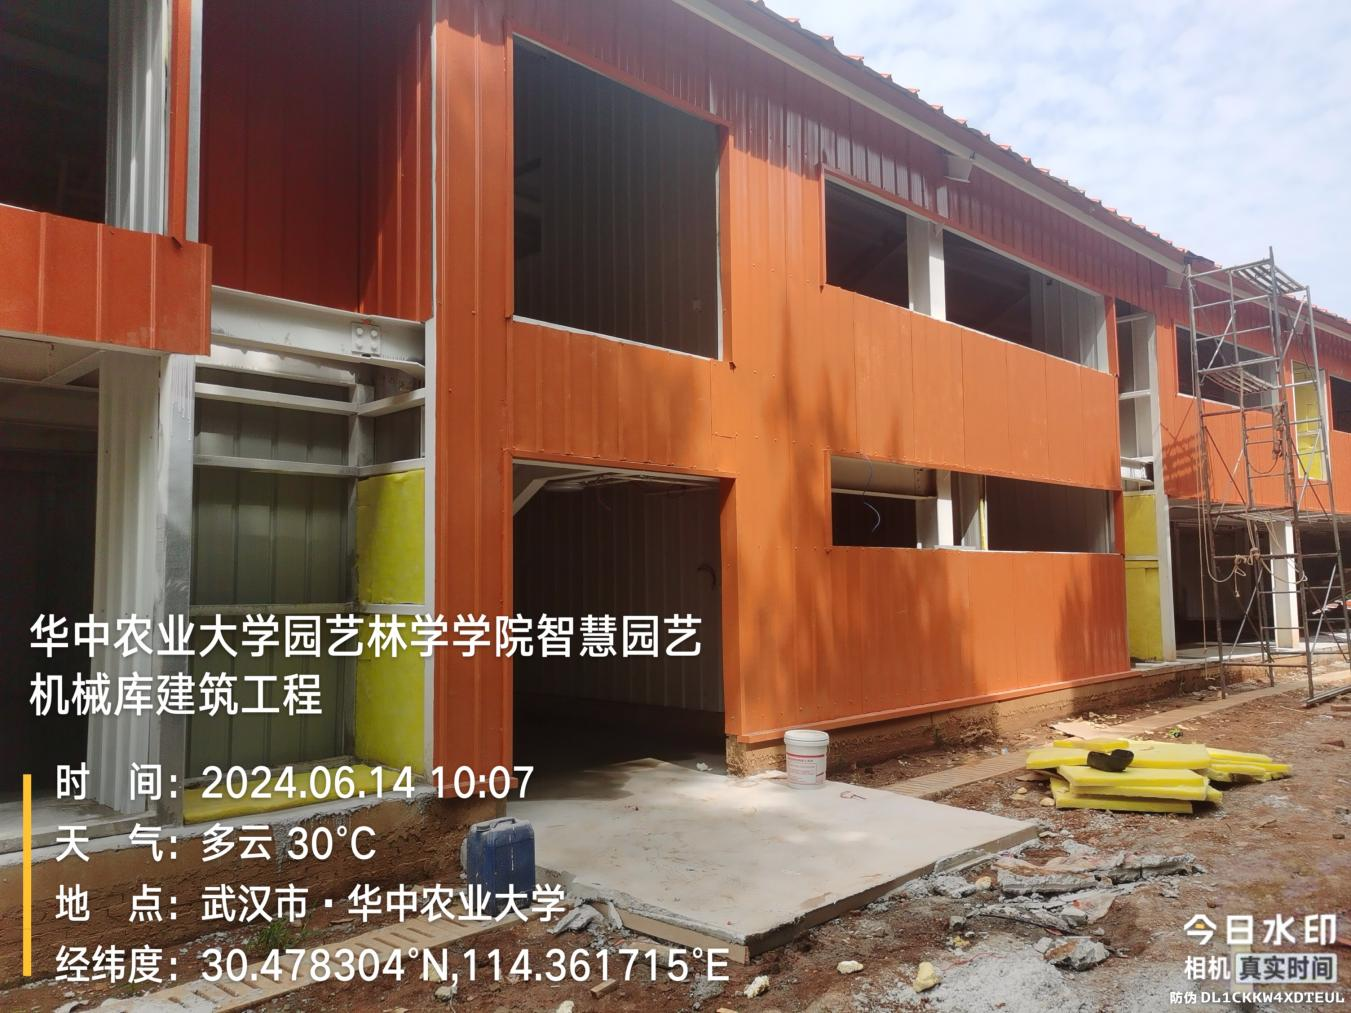 华中农业大学园艺林学学院智慧园艺
机械库建筑工程
时 间：2024.06.14 10:07
天 气：多云 30℃
地 点：武汉市·华中农业大学
经纬度：30.478304°N,114.361715°E
今日水印
相机 真实时间
防伪 DL1CKKW4XDTEUL